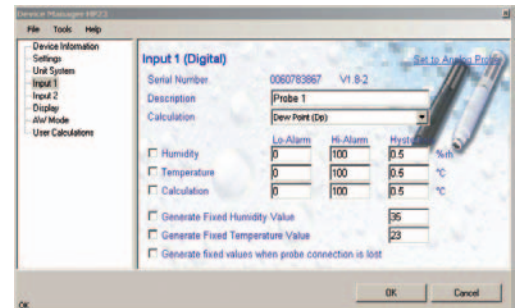 Device Manager HP23
File Tools Help
Device Information
Settings
Unit System
Input 1
Input 2
Display
AW Mode
User Calculations
Input 1 (Digital) Set to Analog Probe
Serial Number 0060783867 V1.8-2
Description Probe 1
Calculation Dew Point (Dp)
Lo-Alarm Hi-Alarm
Humidity 0 100 0.5 %rh
Temperature 0 100 0.5 °C
Calculation 0 100 0.5 °C
Generate Fixed Humidity Value 35
Generate Fixed Temperature Value 23
Generate fixed values when probe connection is lost
OK Cancel
OK